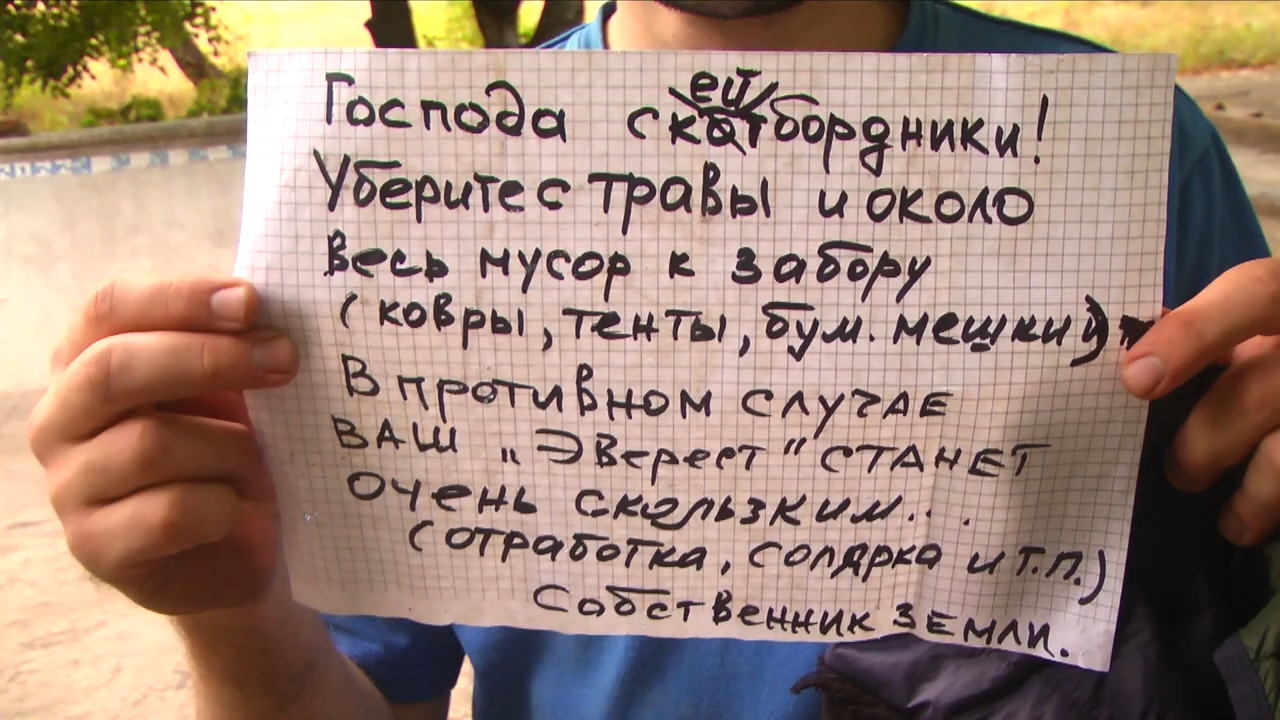 Господа скейтбордники!
Уберите с травы и около
весь мусор к забору
(ковры, тенты, бум. мешки)
В противном случае
ВАШ „Эверест“ СТАНЕТ
очень скользким...
(отработка, солярка и т.п.)
Собственник земли.